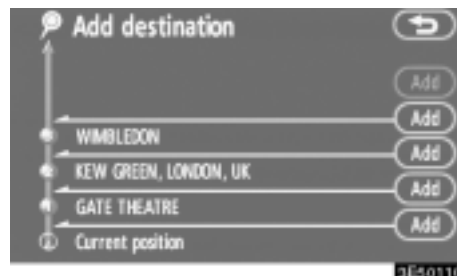 Add destination
Add
Add
WIMBLEDON
Add
KEW GREEN, LONDON, UK
Add
GATE THEATRE
Add
Current position